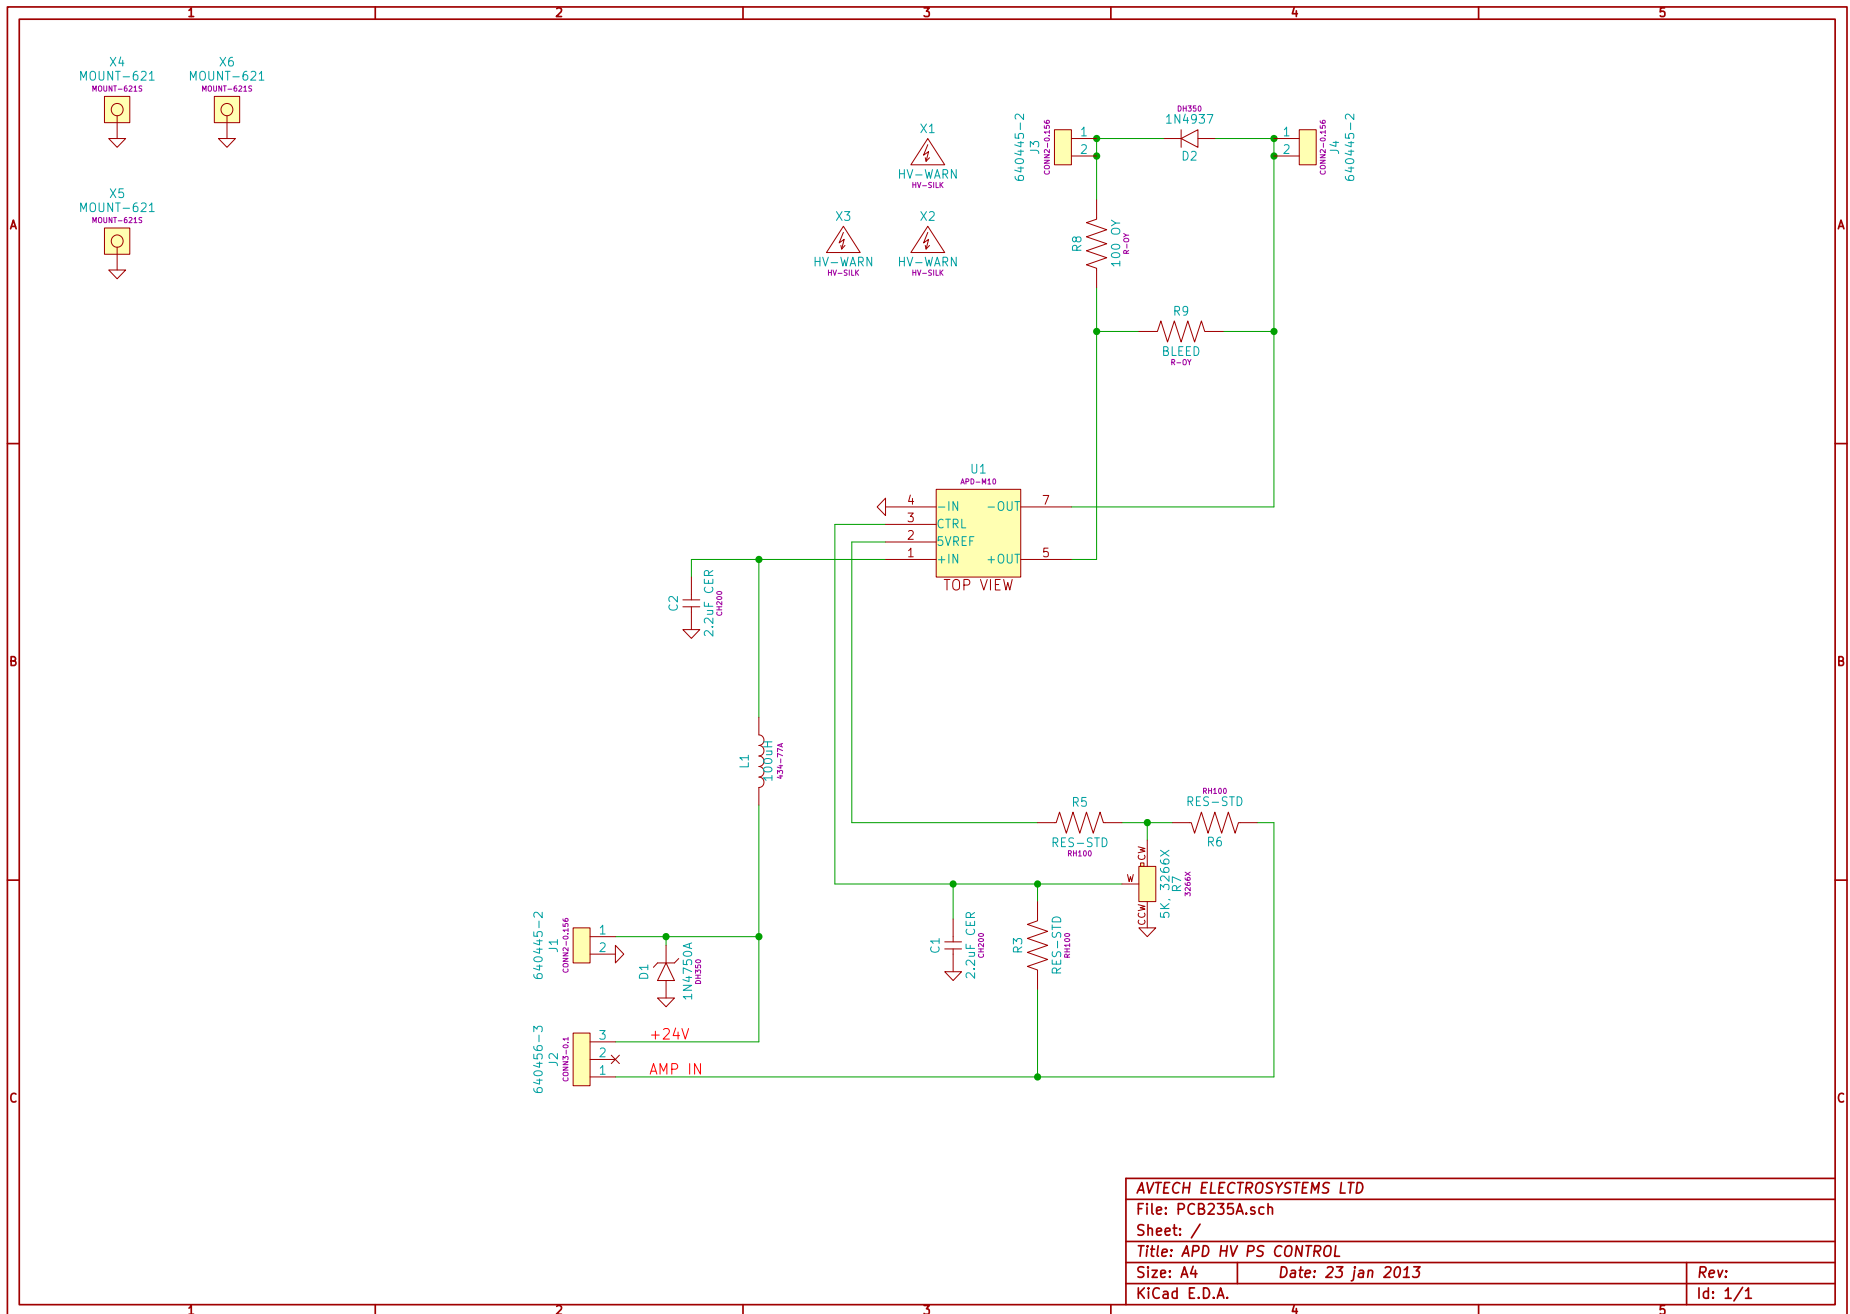 1 2 3 4 5
X4
MOUNT-621
MOUNT-621S
X6
MOUNT-621
MOUNT-621S
X5
MOUNT-621
MOUNT-621S
A
A
X1
HV-WARN
HV-SILK
X3
HV-WARN
HV-SILK
X2
HV-WARN
HV-SILK
640445-2
J3
CONN2-0.156
1
2
DH350
1N4937
D2
1
2
CONN2-0.156
J4
640445-2
R8
100 OY
R-OY
R9
BLEED
R-OY
U1
APD-M10
4 -IN -OUT 7
3 CTRL
2 5VREF
1 +IN +OUT 5
TOP VIEW
C2
2.2uF CER
CH200
B
B
L1
100uH
434-77A
R5
RES-STD
RH100
RH100
RES-STD
R6
CW
W
CCW
5K, 3266X
R7
3266X
C1
2.2uF CER
CH200
R3
RES-STD
RH100
640445-2
J1
CONN2-0.156
1
2
D1
1N4750A
DH350
640456-3
J2
CONN3-0.1
3 +24V
2
1 AMP IN
C
C
AVTECH ELECTROSYSTEMS LTD
File: PCB235A.sch
Sheet: /
Title: APD HV PS CONTROL
Size: A4 Date: 23 jan 2013 Rev:
KiCad E.D.A. Id: 1/1
1 2 3 4 5